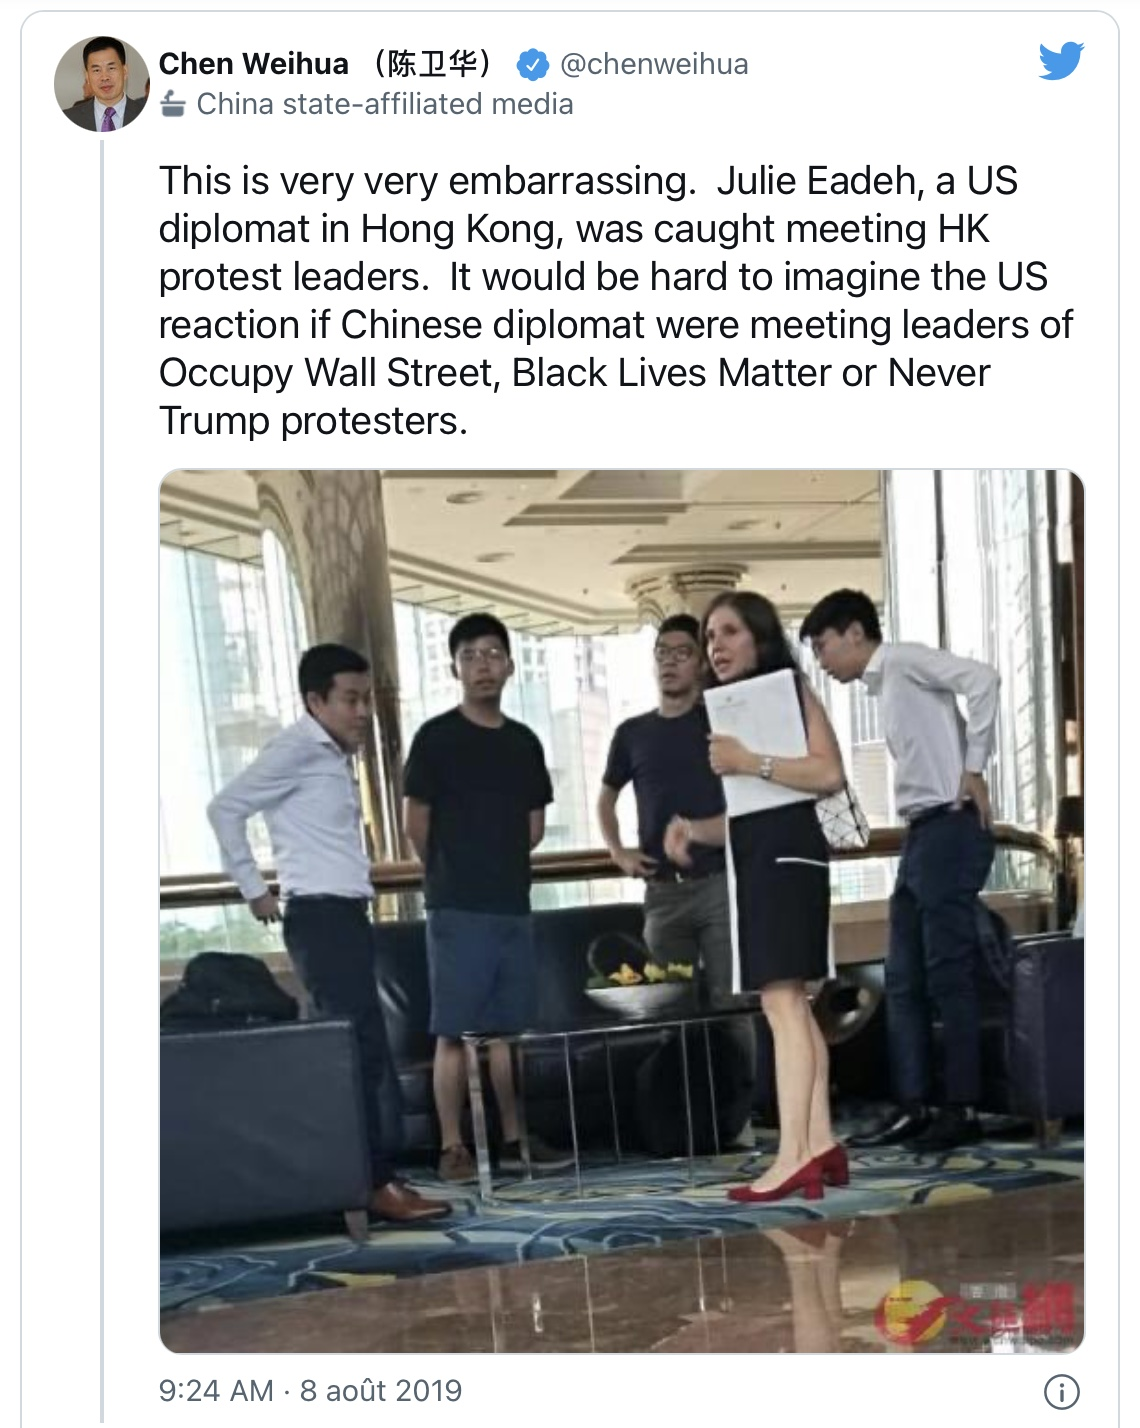 Chen Weihua （陈卫华） @chenweihua
China state-affiliated media
This is very very embarrassing.  Julie Eadeh, a US
diplomat in Hong Kong, was caught meeting HK
protest leaders.  It would be hard to imagine the US
reaction if Chinese diplomat were meeting leaders of
Occupy Wall Street, Black Lives Matter or Never
Trump protesters.
9:24 AM · 8 août 2019